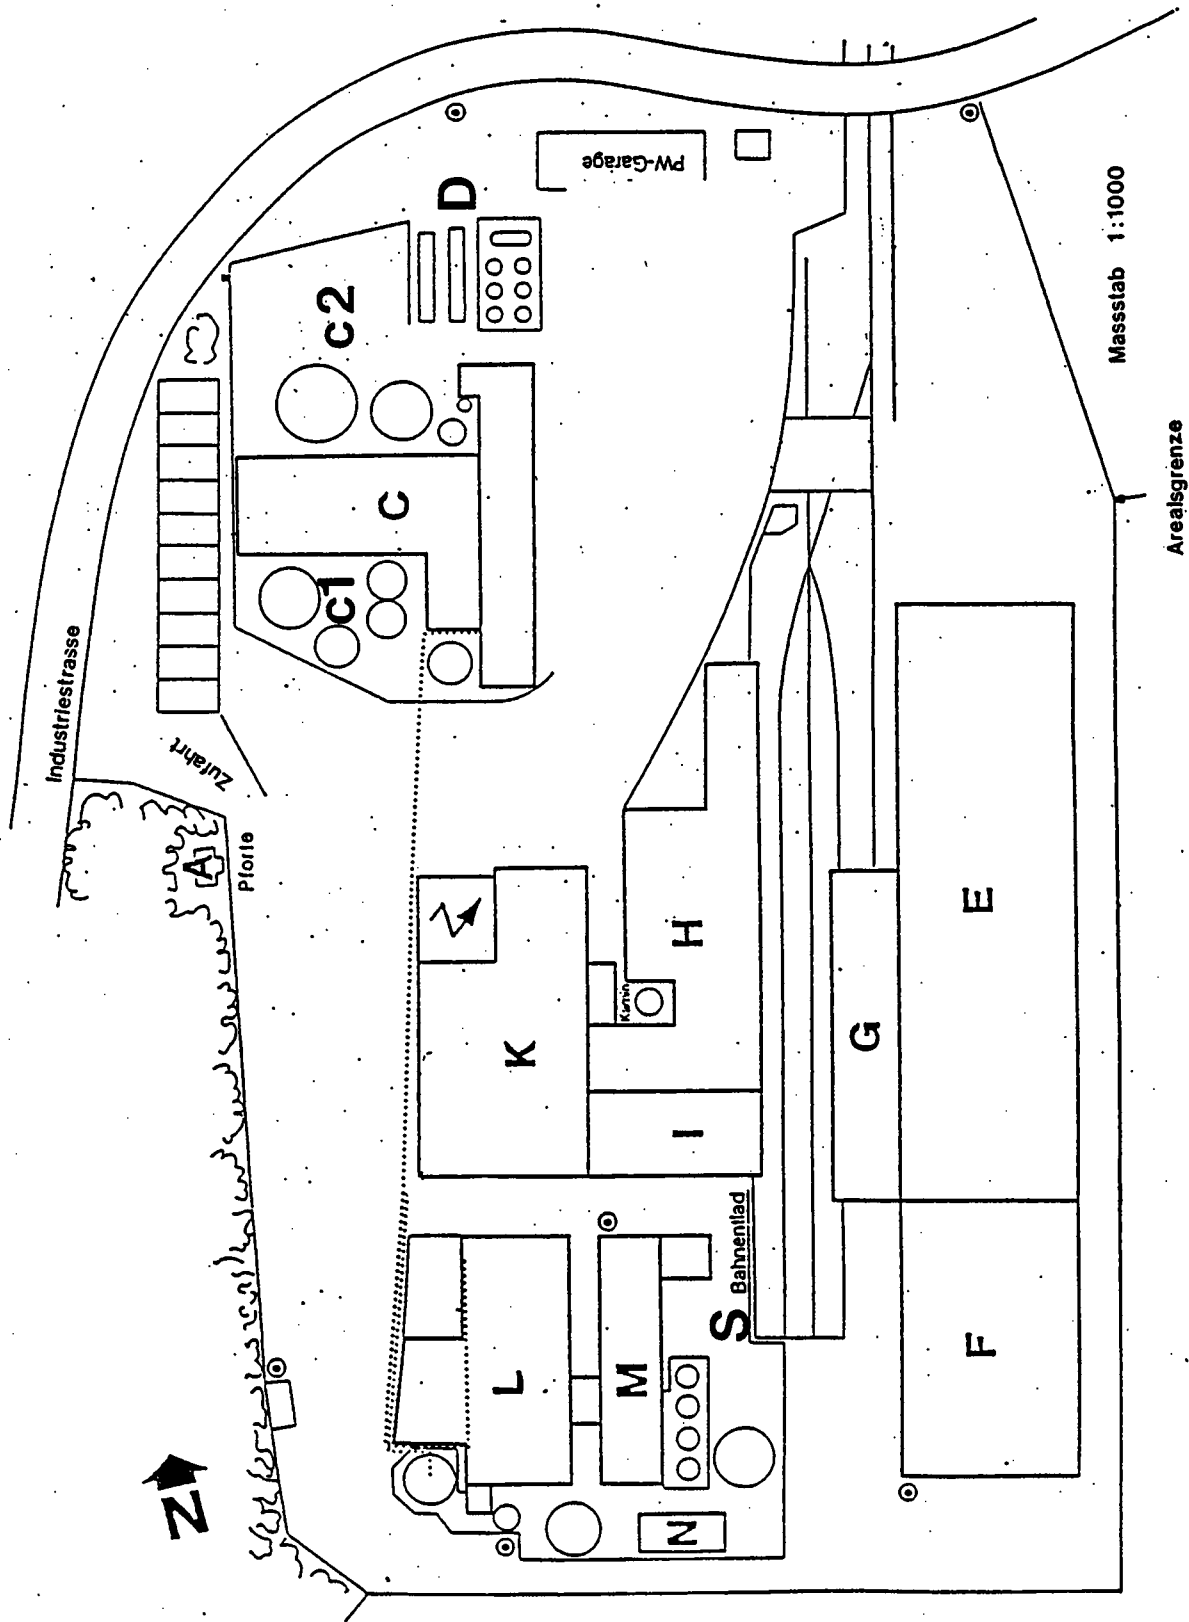 Industriestrasse
Zufahrt
A
Pforte
C1
C
C2
D
PW-Garage
K
H
Kamin
I
L
M
N
S
Bahnentlad
G
E
F
Massstab 1:1000
Arealsgrenze
N